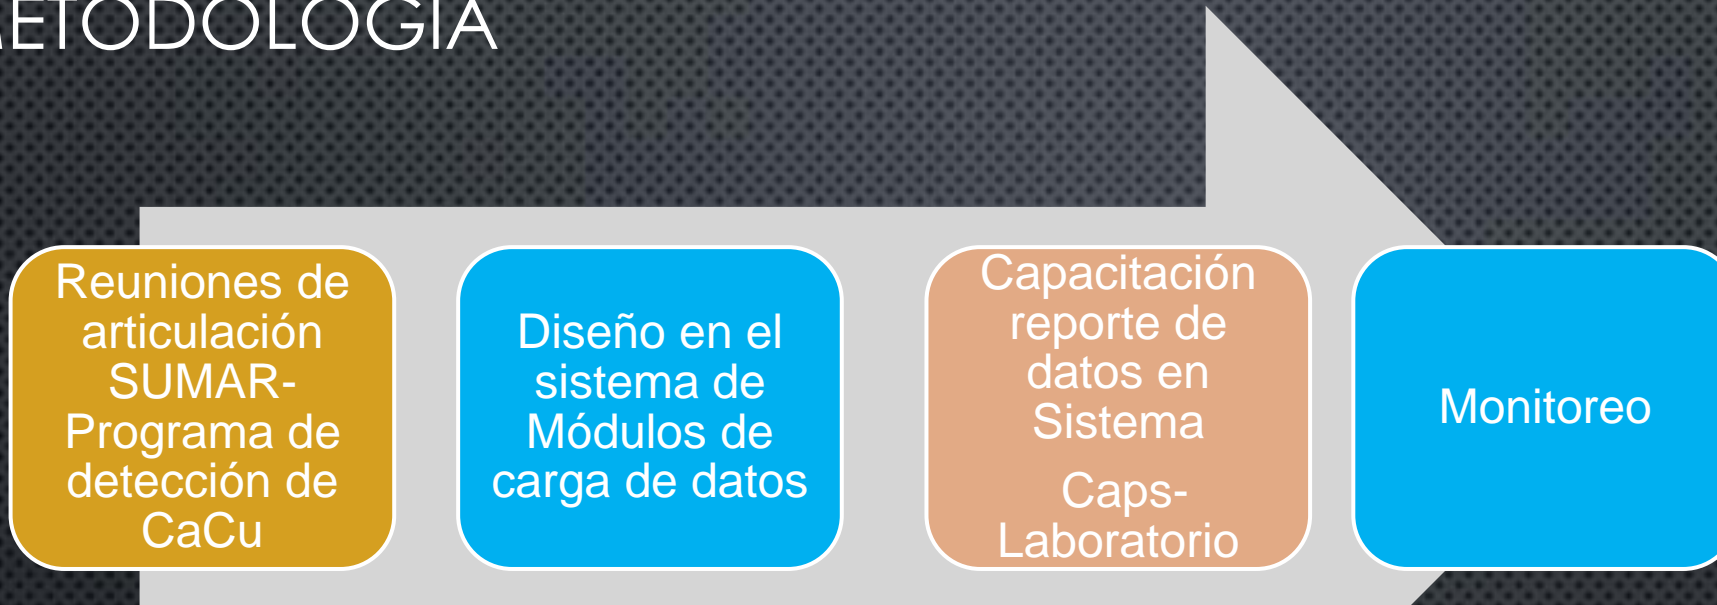 METODOLOGÍA
Reuniones de
articulación
SUMAR-
Programa de
detección de
CaCu
Diseño en el
sistema de
Módulos de
carga de datos
Capacitación
reporte de
datos en
Sistema
Caps-
Laboratorio
Monitoreo